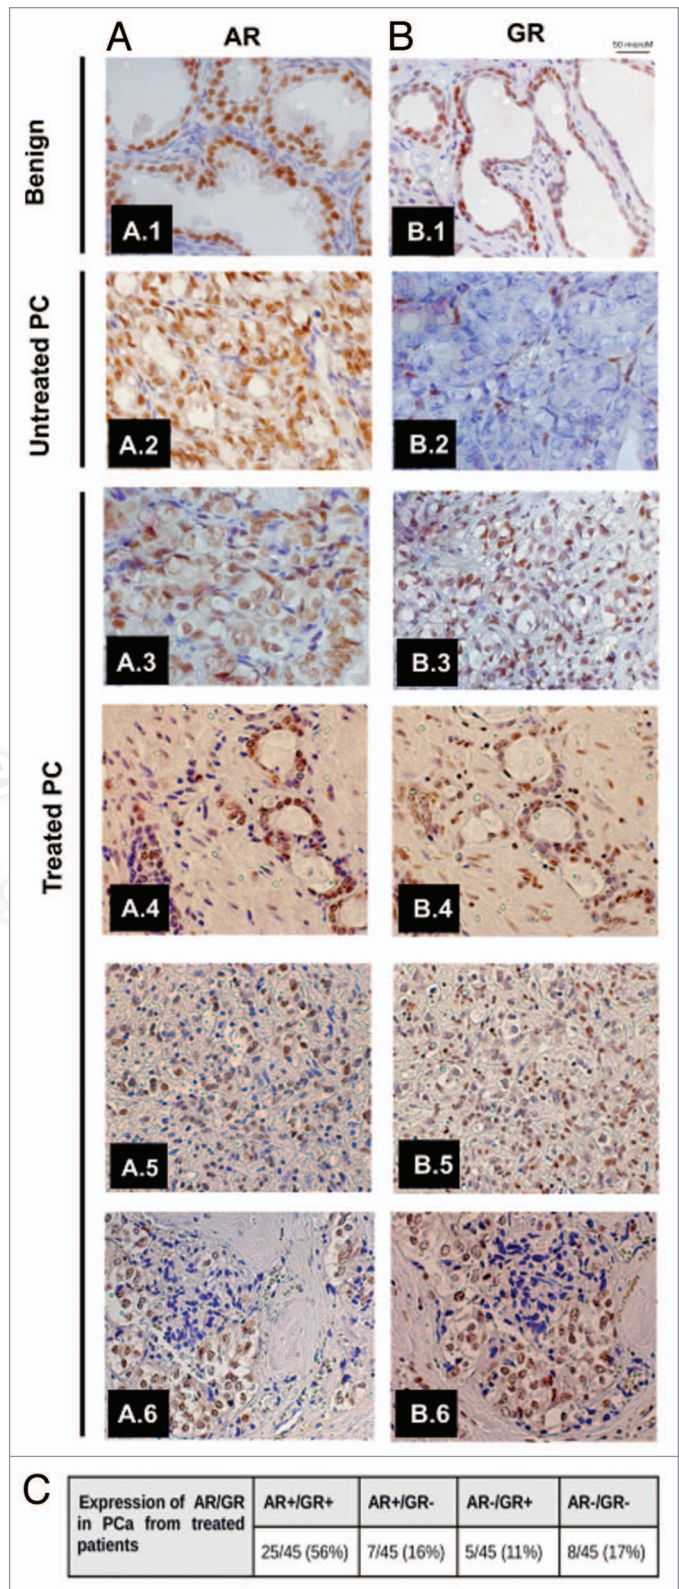 A
AR
B
GR
50 microM
Benign
A.1
B.1
Untreated PC
A.2
B.2
Treated PC
A.3
B.3
A.4
B.4
A.5
B.5
A.6
B.6
C
Expression of AR/GR
in PCa from treated
patients
AR+/GR+
AR+/GR-
AR-/GR+
AR-/GR-
25/45 (56%)
7/45 (16%)
5/45 (11%)
8/45 (17%)